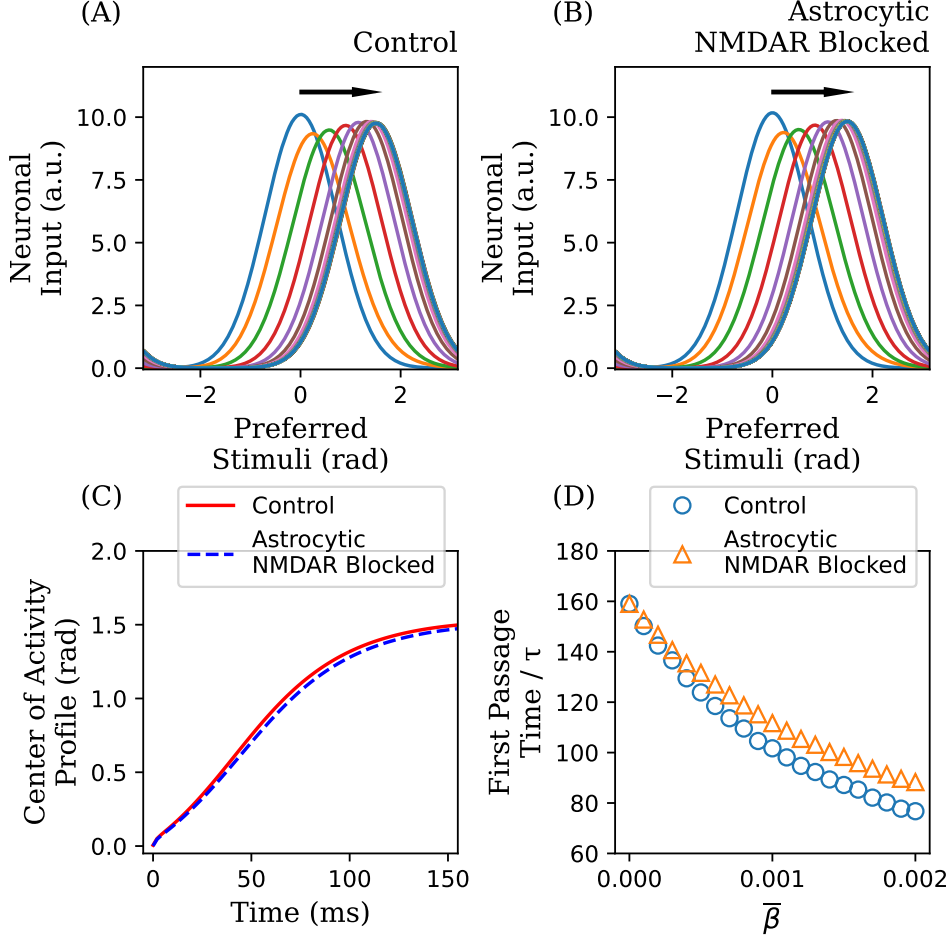 (A)
Control
10.0
7.5
5.0
2.5
0.0
Neuronal
Input (a.u.)
−2
0
2
Preferred
Stimuli (rad)
(B)
Astrocytic
NMDAR Blocked
10.0
7.5
5.0
2.5
0.0
Neuronal
Input (a.u.)
−2
0
2
Preferred
Stimuli (rad)
(C)
Control
Astrocytic
NMDAR Blocked
2.0
1.5
1.0
0.5
0.0
Center of Activity
Profile (rad)
0
50
100
150
Time (ms)
(D)
Control
Astrocytic
NMDAR Blocked
180
160
140
120
100
80
60
First Passage
Time / τ
0.000
0.001
0.002
β̅